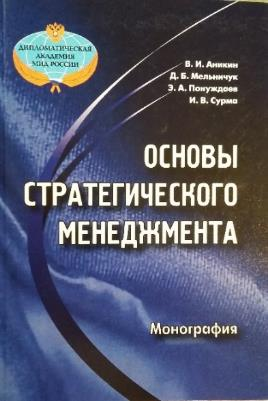 ДИПЛОМАТИЧЕСКАЯ
АКАДЕМИЯ
МИД РОССИИ
В. И. Аникин
Д. Б. Мельничук
Э. А. Понуждаев
И. В. Сурма
ОСНОВЫ
СТРАТЕГИЧЕСКОГО
МЕНЕДЖМЕНТА
Монография